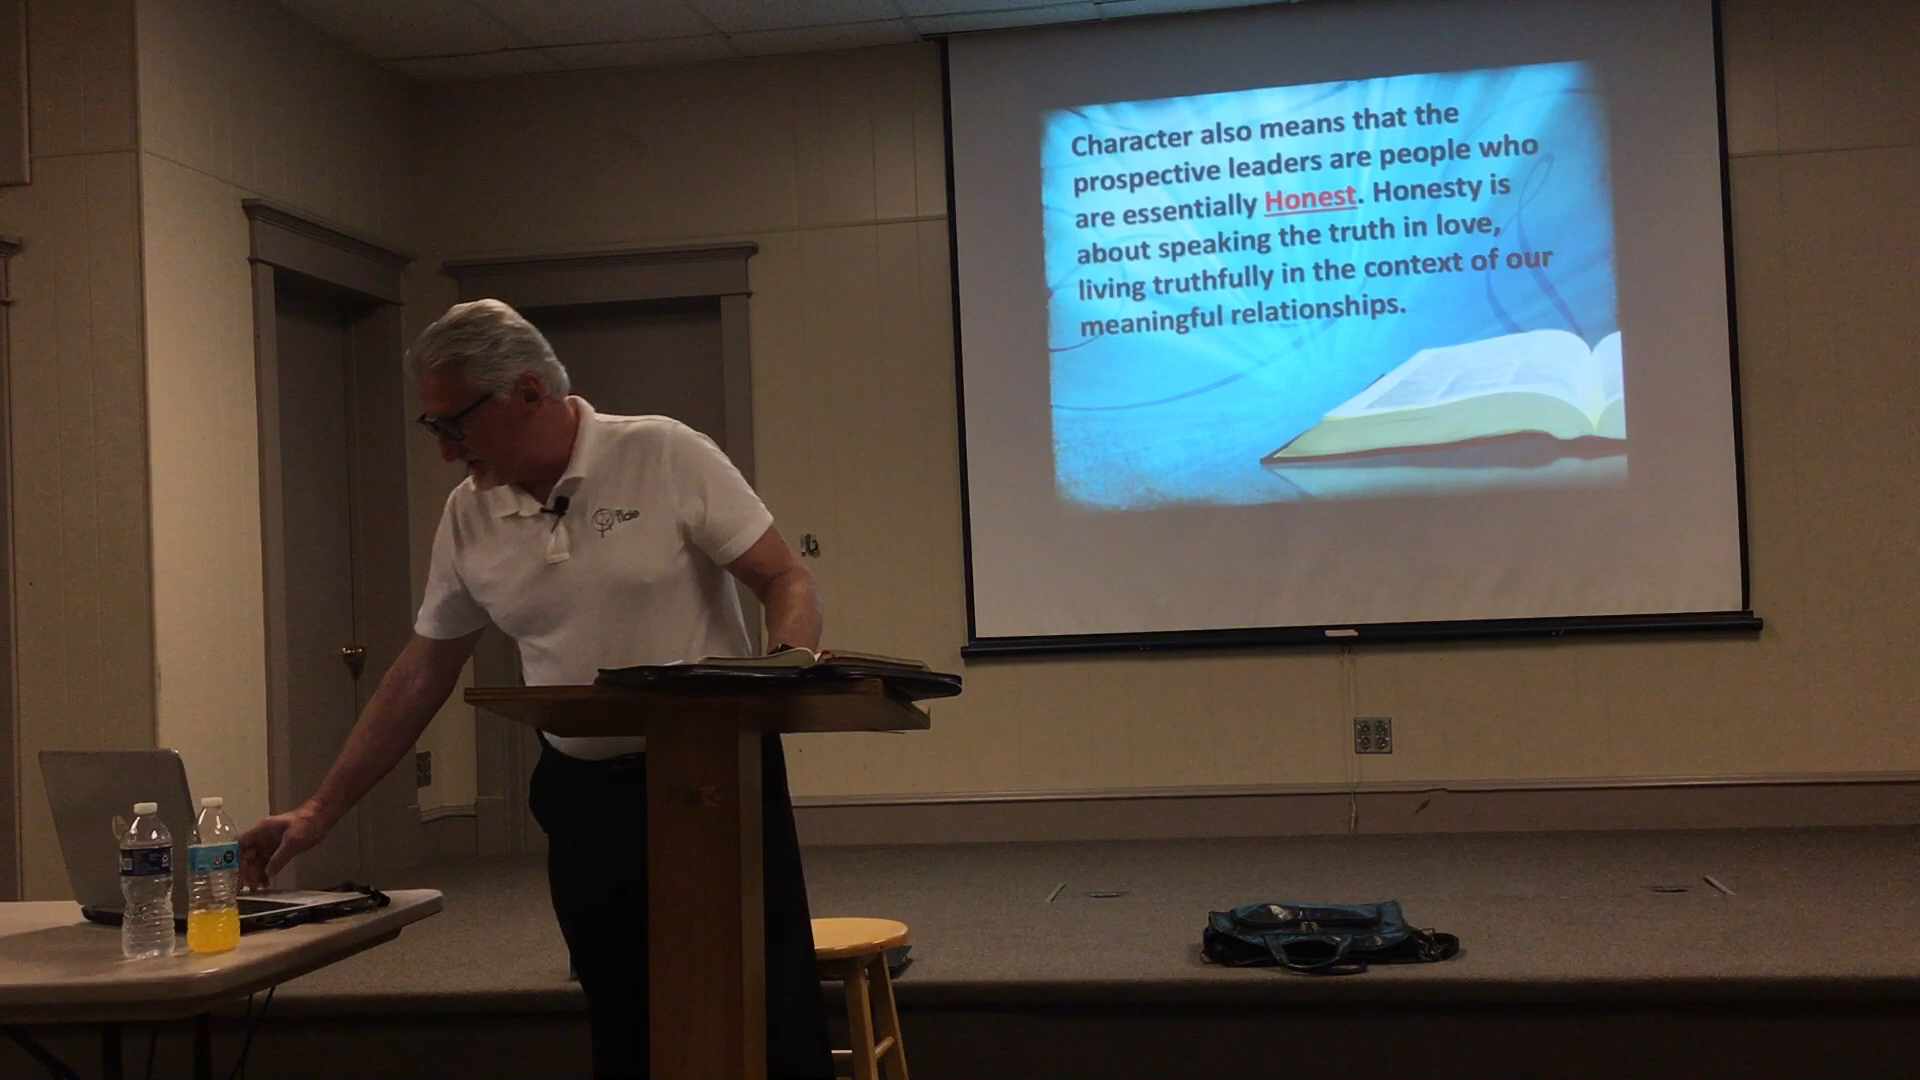 Character also means that the
prospective leaders are people who
are essentially Honest. Honesty is
about speaking the truth in love,
living truthfully in the context of our
meaningful relationships.
Tide